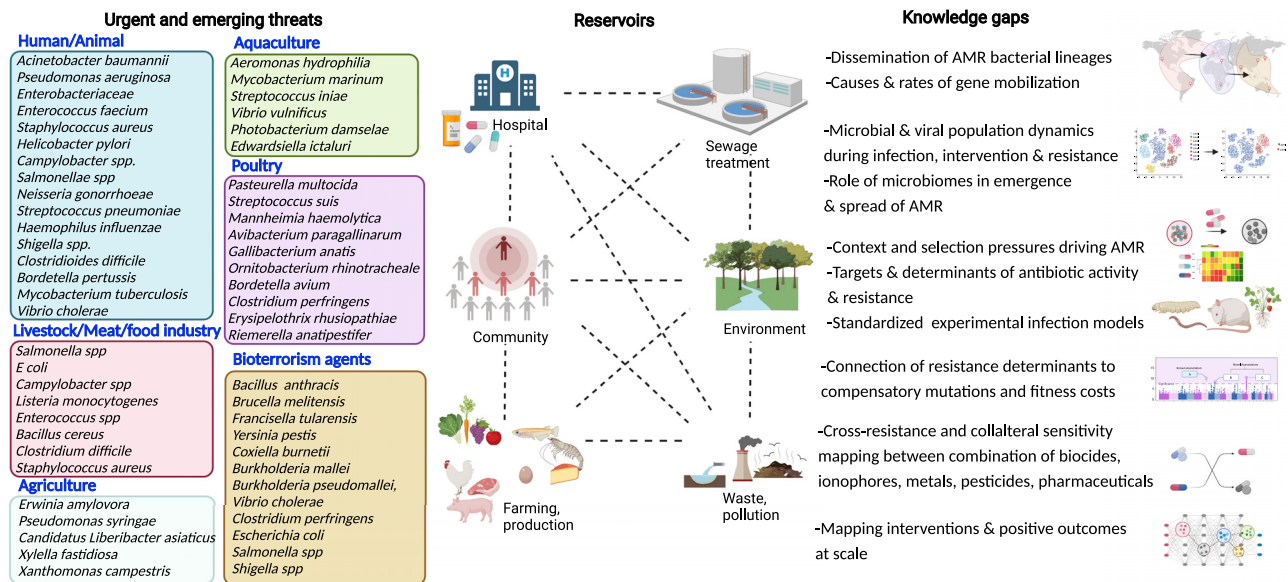 Urgent and emerging threats
Human/Animal
Acinetobacter baumannii
Pseudomonas aeruginosa
Enterobacteriaceae
Enterococcus faecium
Staphylococcus aureus
Helicobacter pylori
Campylobacter spp.
Salmonellae spp
Neisseria gonorrhoeae
Streptococcus pneumoniae
Haemophilus influenzae
Shigella spp.
Clostridioides difficile
Bordetella pertussis
Mycobacterium tuberculosis
Vibrio cholerae
Livestock/Meat/food industry
Salmonella spp
E coli
Campylobacter spp
Listeria monocytogenes
Enterococcus spp
Bacillus cereus
Clostridium difficile
Staphylococcus aureus
Agriculture
Erwinia amylovora
Pseudomonas syringae
Candidatus Liberibacter asiaticus
Xylella fastidiosa
Xanthomonas campestris
Aquaculture
Aeromonas hydrophilia
Mycobacterium marinum
Streptococcus iniae
Vibrio vulnificus
Photobacterium damselae
Edwardsiella ictaluri
Poultry
Pasteurella multocida
Streptococcus suis
Mannheimia haemolytica
Avibacterium paragallinarum
Gallibacterium anatis
Ornitobacterium rhinotracheale
Bordetella avium
Clostridium perfringens
Erysipelothrix rhusiopathiae
Riemerella anatipestifer
Bioterrorism agents
Bacillus anthracis
Brucella melitensis
Francisella tularensis
Yersinia pestis
Coxiella burnetii
Burkholderia mallei
Burkholderia pseudomallei,
Vibrio cholerae
Clostridium perfringens
Escherichia coli
Salmonella spp
Shigella spp
Reservoirs
H
Hospital
Sewage
treatment
Community
Environment
Farming,
production
Waste,
pollution
Knowledge gaps
-Dissemination of AMR bacterial lineages
-Causes & rates of gene mobilization
-Microbial & viral population dynamics
during infection, intervention & resistance
-Role of microbiomes in emergence
& spread of AMR
-Context and selection pressures driving AMR
-Targets & determinants of antibiotic activity
& resistance
-Standardized experimental infection models
-Connection of resistance determinants to
compensatory mutations and fitness costs
-Cross-resistance and collalteral sensitivity
mapping between combination of biocides,
ionophores, metals, pesticides, pharmaceuticals
-Mapping interventions & positive outcomes
at scale